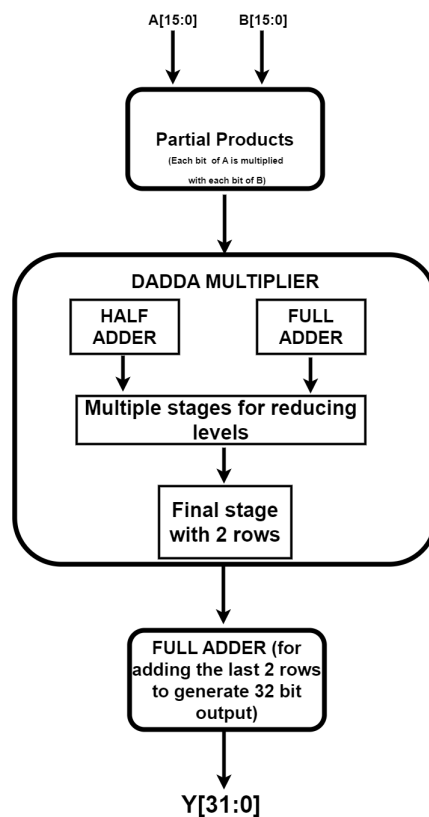 A[15:0] B[15:0]
Partial Products
(Each bit of A is multiplied
with each bit of B)
DADDA MULTIPLIER
HALF
ADDER
FULL
ADDER
Multiple stages for reducing
levels
Final stage
with 2 rows
FULL ADDER (for
adding the last 2 rows
to generate 32 bit
output)
Y[31:0]